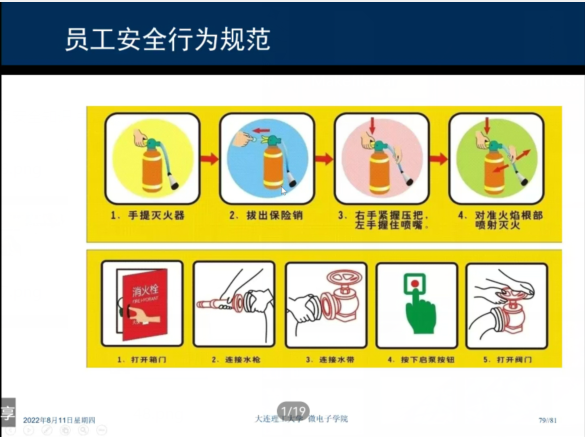 员工安全行为规范
1. 手提灭火器
2. 拔出保险销
3. 右手紧握压把,
左手握住喷嘴。
4. 对准火焰根部
喷射灭火
消火栓
1. 打开箱门
2. 连接水枪
3. 连接水带
4. 按下启泵按钮
5. 打开阀门
享
2022年8月11日星期四
1/19
大连理工大学 微电子学院
79//81